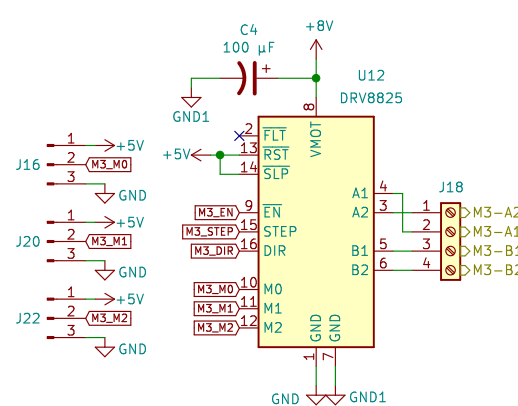 C4
100 µF
+8V
GND1
U12
DRV8825
8
VMOT
2
FLT
+5V
13
RST
14
SLP
9
EN
M3_EN
15
STEP
M3_STEP
16
DIR
M3_DIR
10
M0
M3_M0
11
M1
M3_M1
12
M2
M3_M2
A1
4
A2
3
B1
5
B2
6
GND
1
GND
7
GND
GND1
J16
1
+5V
2
M3_M0
3
GND
J20
1
+5V
2
M3_M1
3
GND
J22
1
+5V
2
M3_M2
3
GND
J18
1
M3-A2
2
M3-A1
3
M3-B1
4
M3-B2